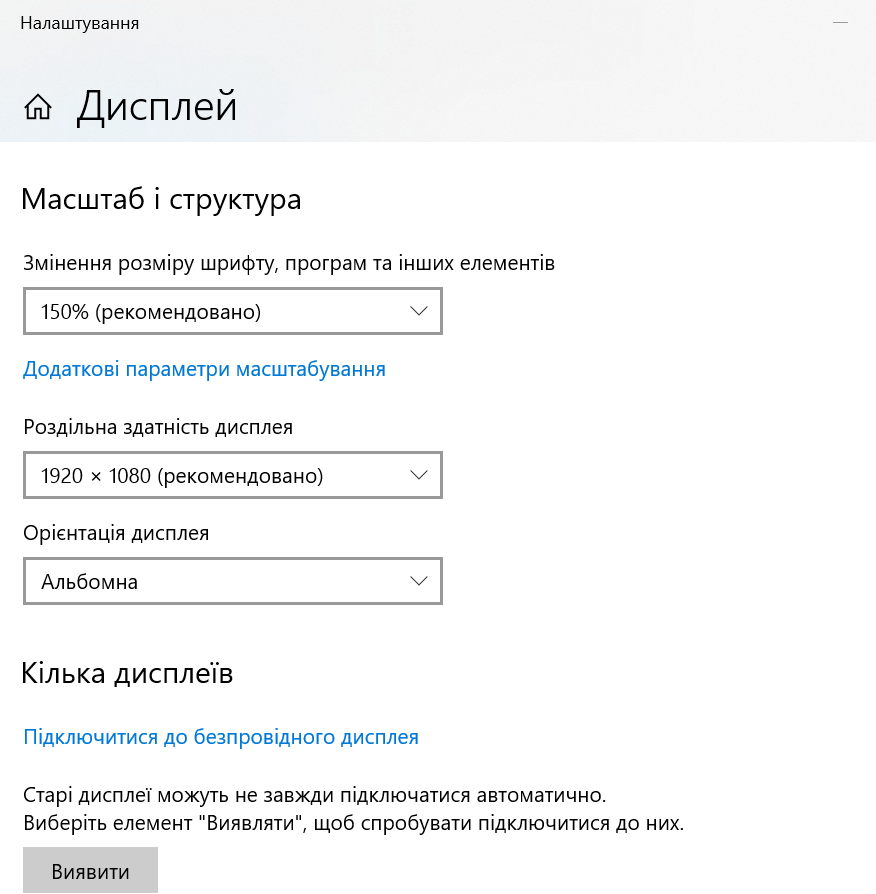 Налаштування
Дисплей
Масштаб і структура
Змінення розміру шрифту, програм та інших елементів
150% (рекомендовано)
Додаткові параметри масштабування
Роздільна здатність дисплея
1920 × 1080 (рекомендовано)
Орієнтація дисплея
Альбомна
Кілька дисплеїв
Підключитися до безпровідного дисплея
Старі дисплеї можуть не завжди підключатися автоматично.
Виберіть елемент "Виявляти", щоб спробувати підключитися до них.
Виявити